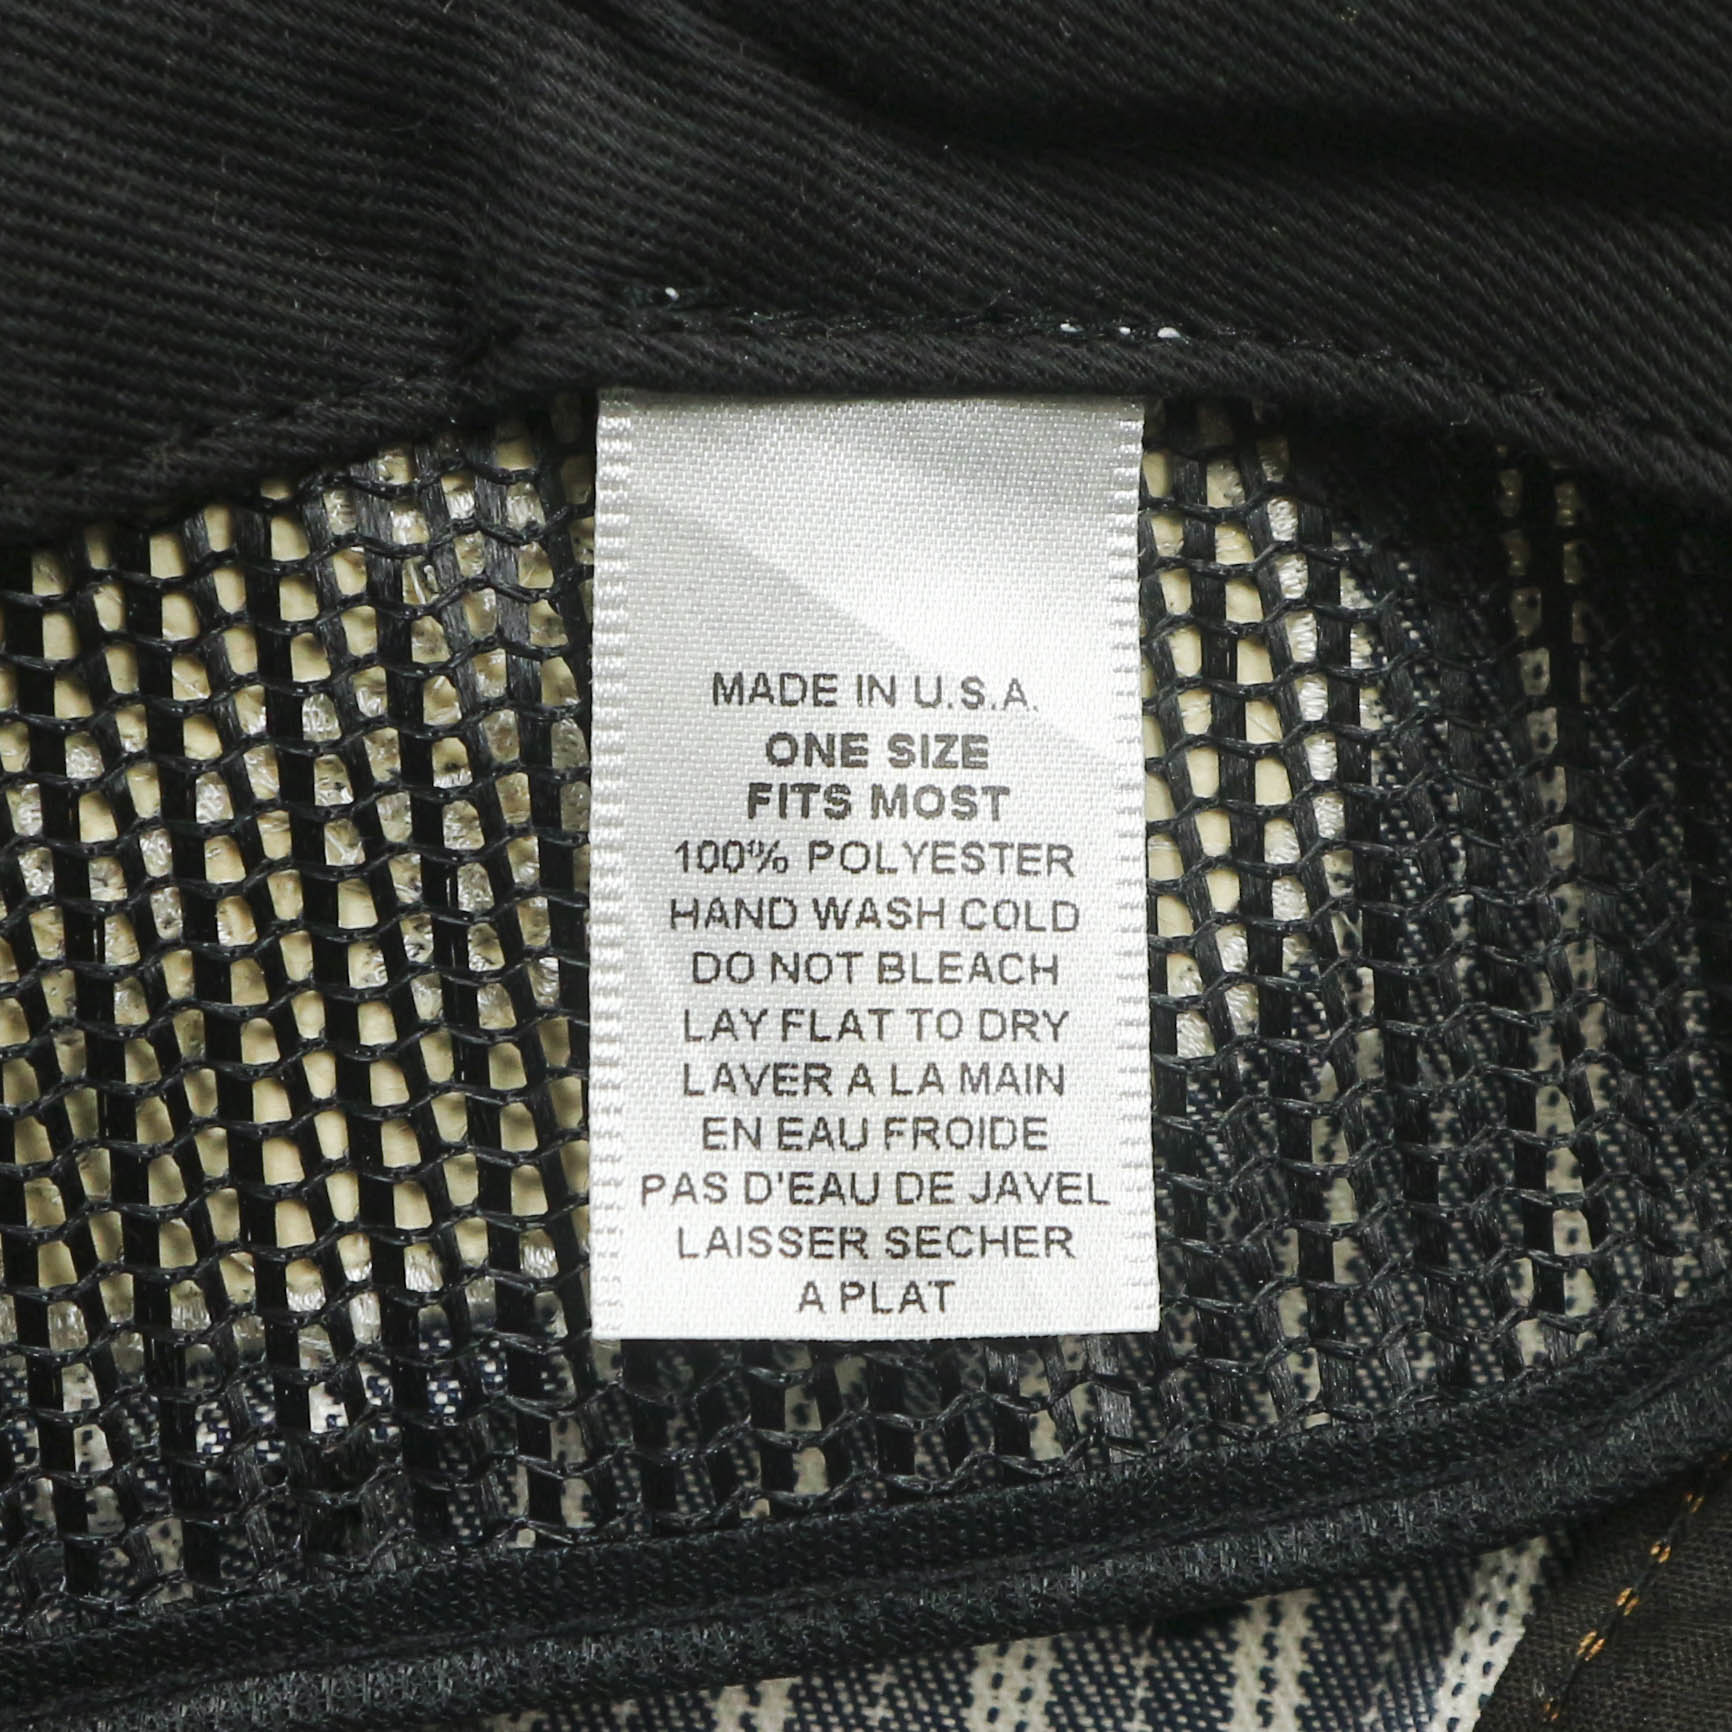 MADE IN U.S.A.
ONE SIZE
FITS MOST
100% POLYESTER
HAND WASH COLD
DO NOT BLEACH
LAY FLAT TO DRY
LAVER A LA MAIN
EN EAU FROIDE
PAS D'EAU DE JAVEL
LAISSER SECHER
A PLAT